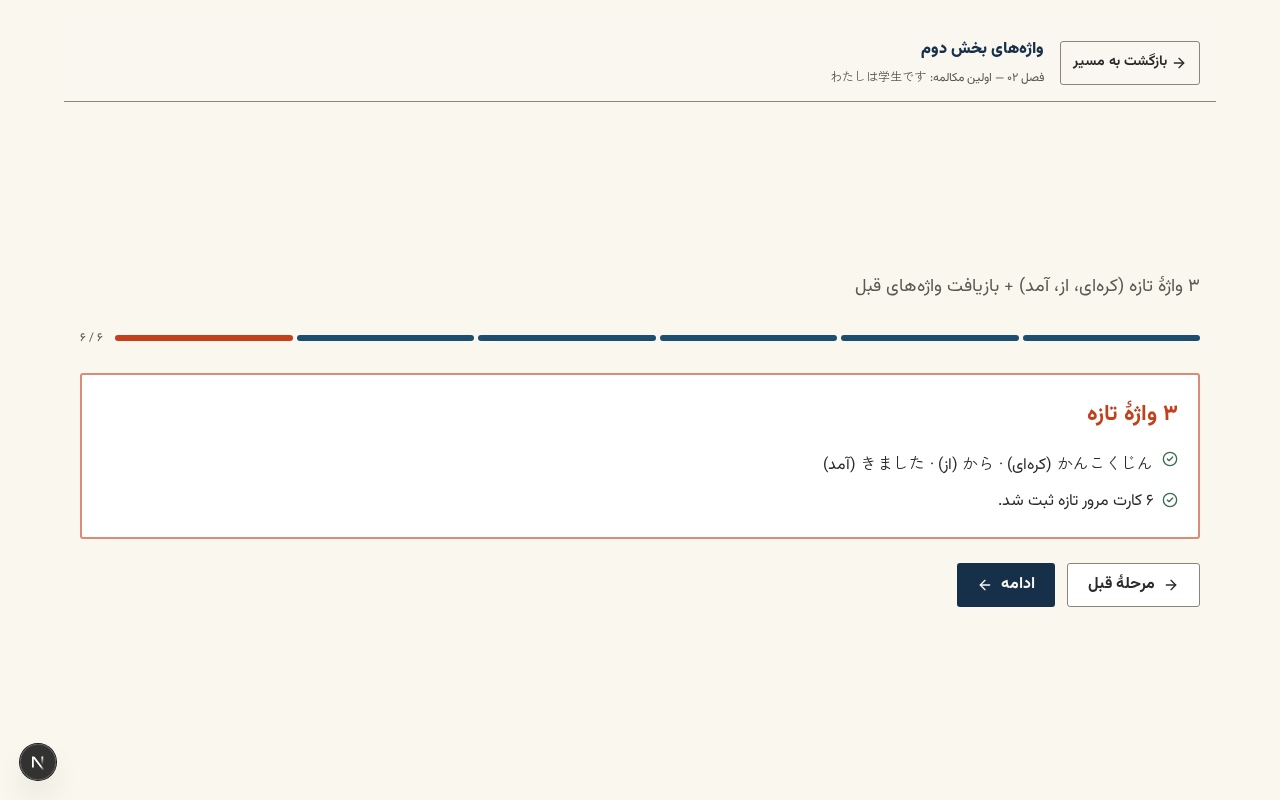 بازگشت به مسیر
واژه‌های بخش دوم
فصل ۰۲ — اولین مکالمه: わたしは学生です
۳ واژهٔ تازه (کره‌ای، از، آمد) + بازیافت واژه‌های قبل
۶ / ۶
۳ واژهٔ تازه
かんこくじん (کره‌ای) · から (از) · きました (آمد)
۶ کارت مرور تازه ثبت شد.
مرحلهٔ قبل
ادامه
N